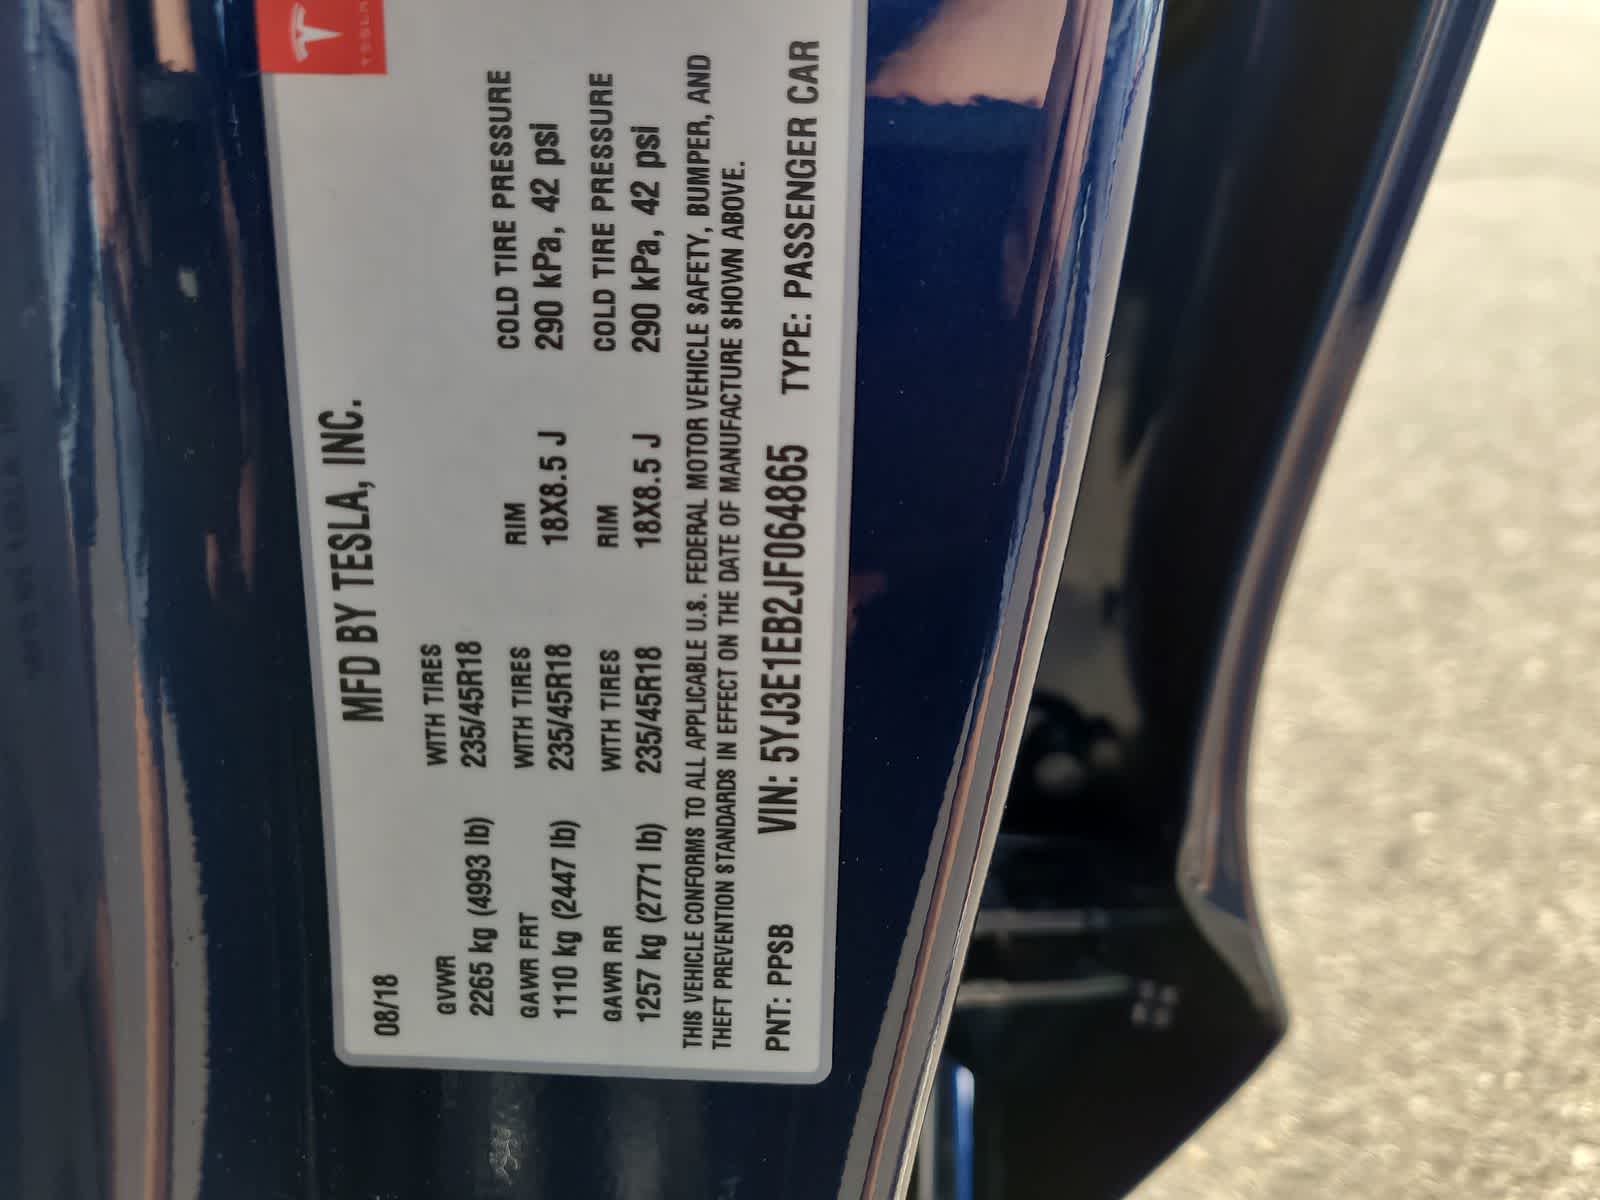 TESLA
MFD BY TESLA, INC.
08/18
GVWR WITH TIRES
2265 kg (4993 lb) 235/45R18
GAWR FRT WITH TIRES RIM COLD TIRE PRESSURE
1110 kg (2447 lb) 235/45R18 18X8.5 J 290 kPa, 42 psi
GAWR RR WITH TIRES RIM COLD TIRE PRESSURE
1257 kg (2771 lb) 235/45R18 18X8.5 J 290 kPa, 42 psi
THIS VEHICLE CONFORMS TO ALL APPLICABLE U.S. FEDERAL MOTOR VEHICLE SAFETY, BUMPER, AND
THEFT PREVENTION STANDARDS IN EFFECT ON THE DATE OF MANUFACTURE SHOWN ABOVE.
PNT: PPSB VIN: 5YJ3E1EB2JF064865 TYPE: PASSENGER CAR